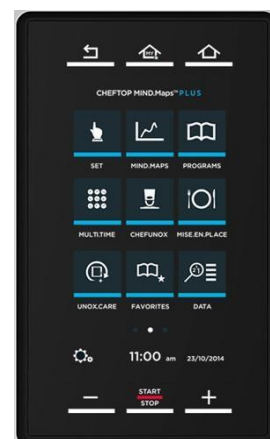 MY
CHEFTOP MIND.Maps™ PLUS
SET MIND.MAPS PROGRAMS
MULTI.TIME CHEFUNOX MISE.EN.PLACE
UNOX.CARE FAVORITES DATA
11:00 am 23/10/2014
START
STOP